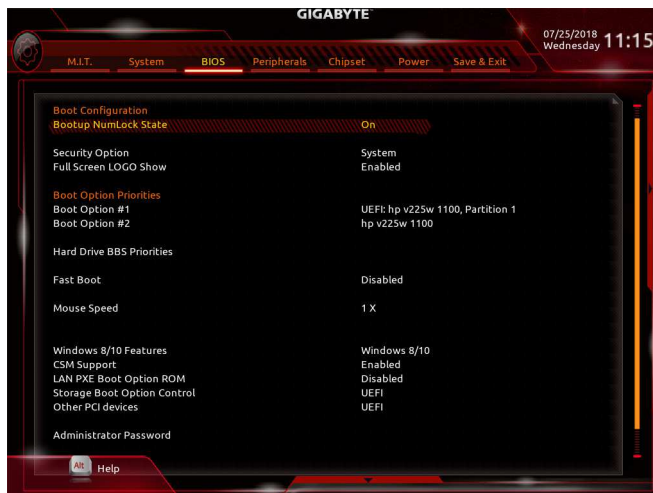 GIGABYTE™
07/25/2018
Wednesday
11:15
M.I.T. System BIOS Peripherals Chipset Power Save & Exit
Boot Configuration
Bootup NumLock State On
Security Option System
Full Screen LOGO Show Enabled
Boot Option Priorities
Boot Option #1 UEFI: hp v225w 1100, Partition 1
Boot Option #2 hp v225w 1100
Hard Drive BBS Priorities
Fast Boot Disabled
Mouse Speed 1 X
Windows 8/10 Features Windows 8/10
CSM Support Enabled
LAN PXE Boot Option ROM Disabled
Storage Boot Option Control UEFI
Other PCI devices UEFI
Administrator Password
Alt Help